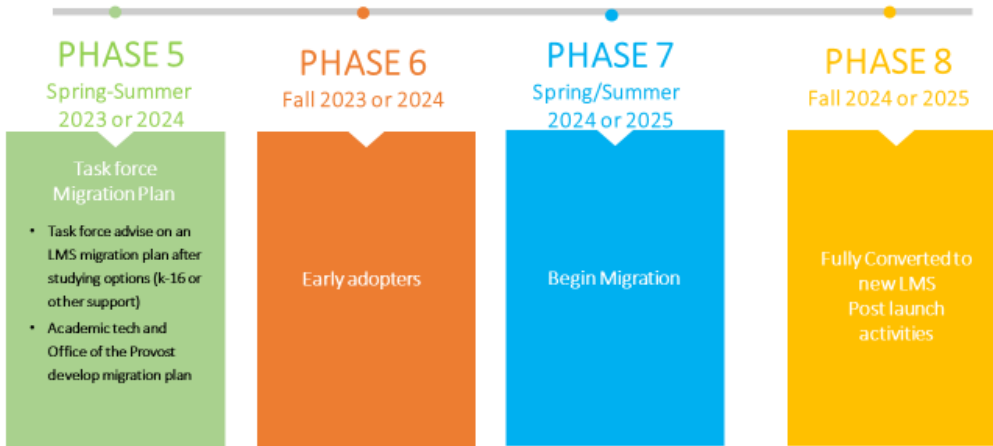 PHASE 5
Spring-Summer
2023 or 2024
Task force
Migration Plan
• Task force advise on an
LMS migration plan after
studying options (k-16 or
other support)
• Academic tech and
Office of the Provost
develop migration plan
PHASE 6
Fall 2023 or 2024
Early adopters
PHASE 7
Spring/Summer
2024 or 2025
Begin Migration
PHASE 8
Fall 2024 or 2025
Fully Converted to
new LMS
Post launch
activities